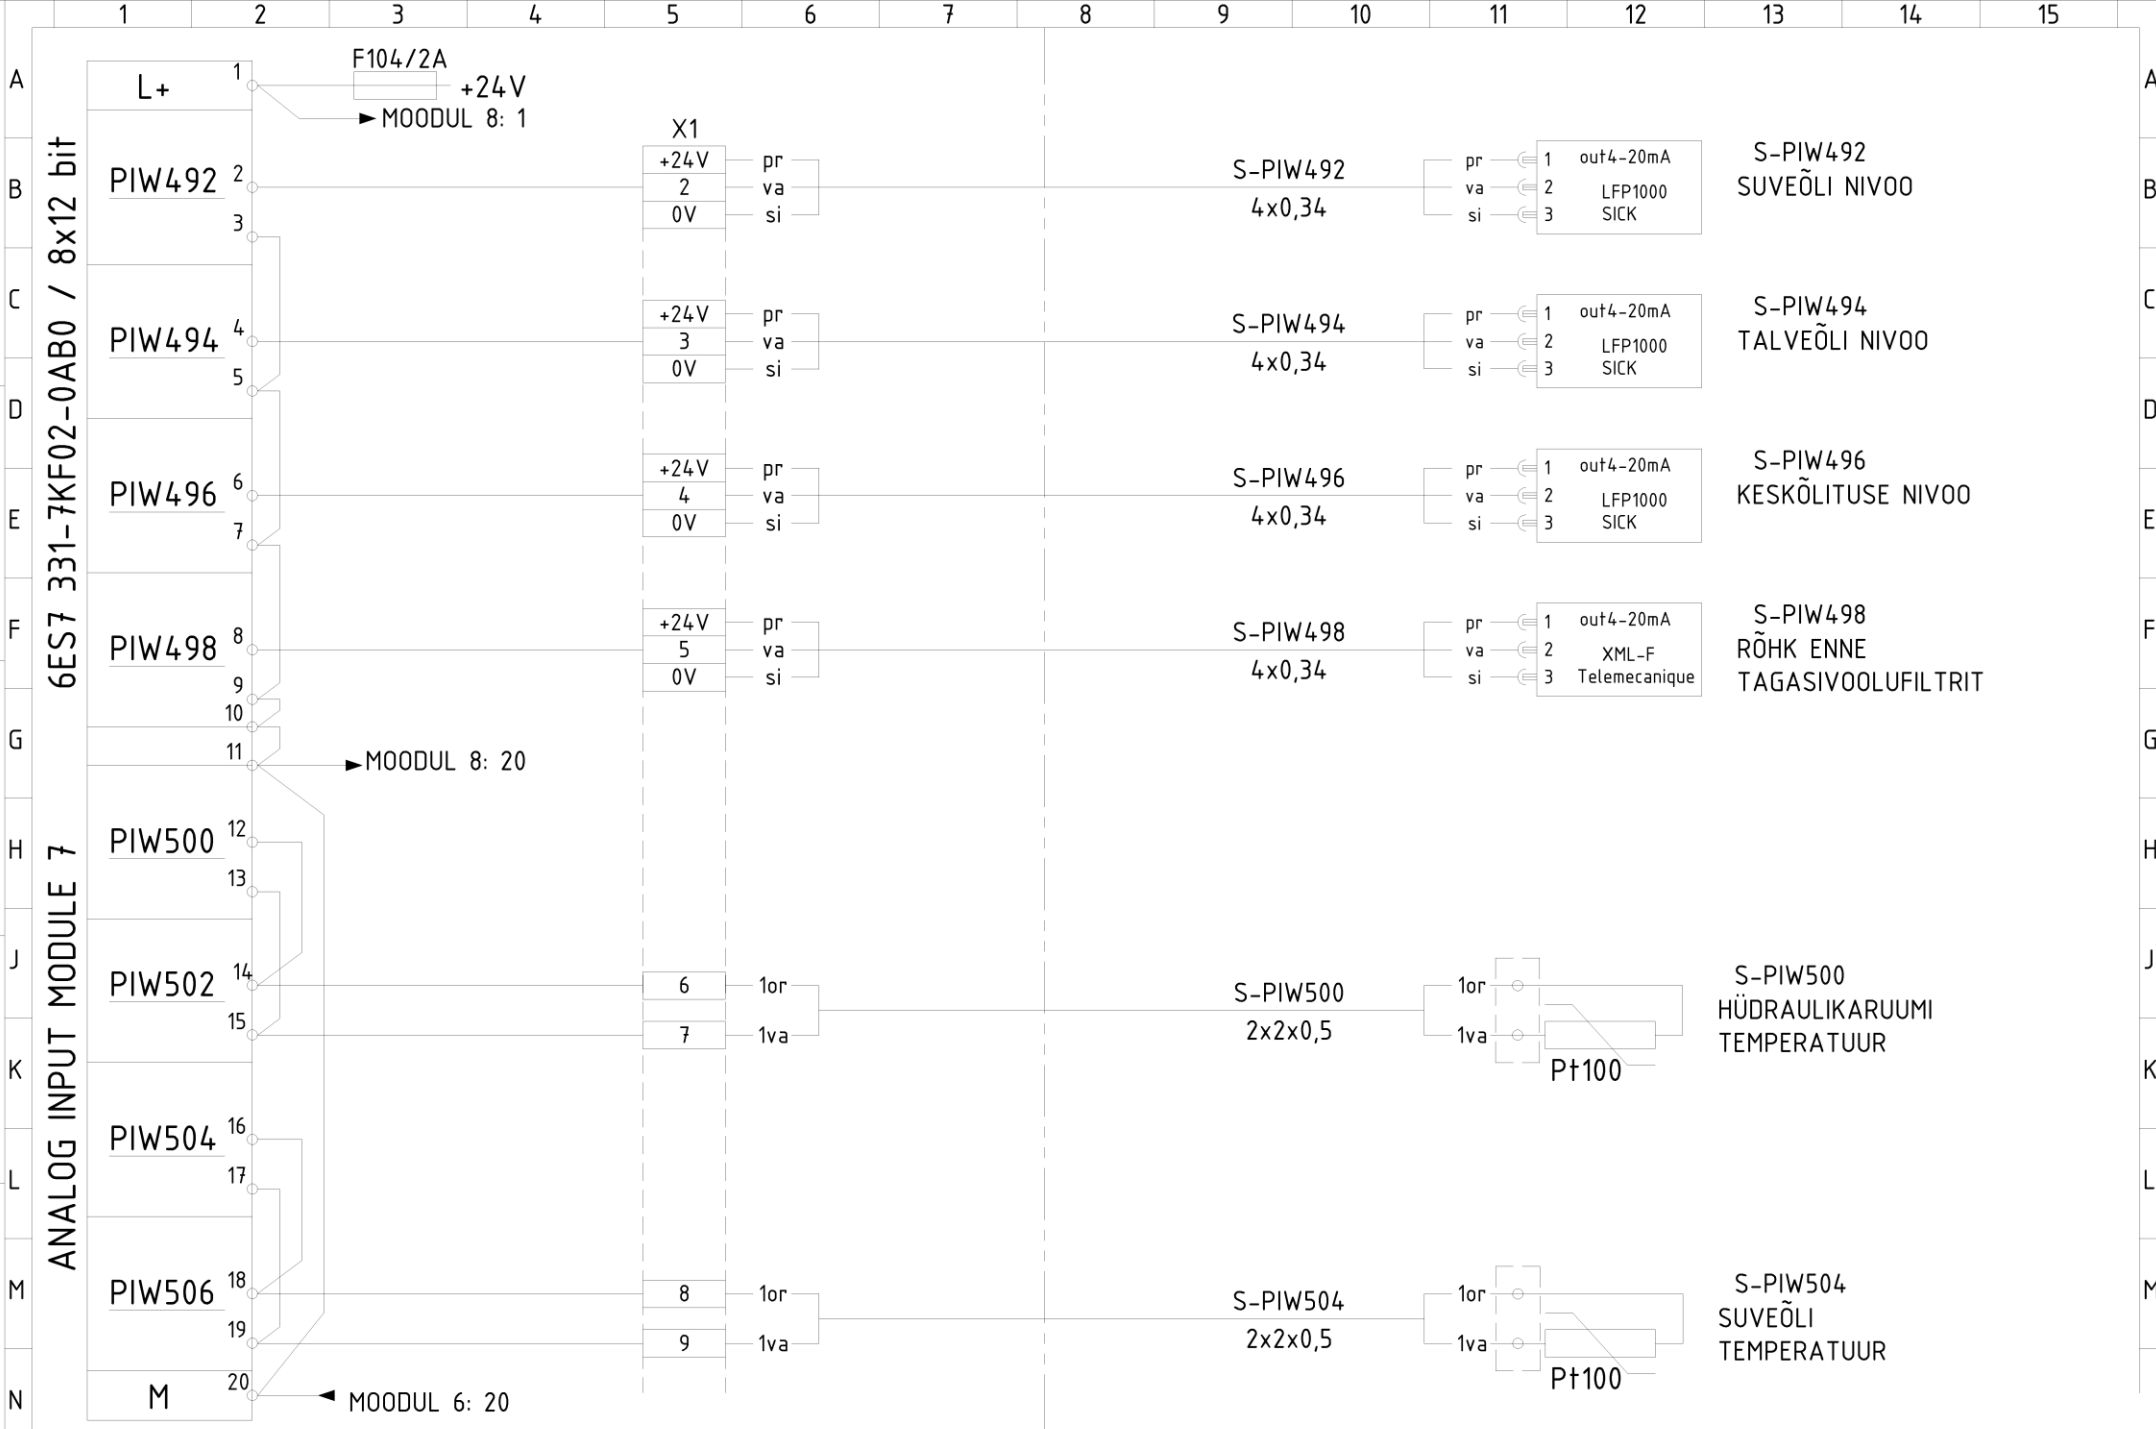 1 2 3 4 5 6 7 8 9 10 11 12 13 14 15
A A
F104/2A
L+ 1 +24V
MOODUL 8: 1
X1
B B
PIW492 2
3
+24V pr
2 va
0V si
S-PIW492
4x0,34
pr 1 out4-20mA
va 2 LFP1000
si 3 SICK
S-PIW492
SUVEÕLI NIVOO
C C
PIW494 4
5
+24V pr
3 va
0V si
S-PIW494
4x0,34
pr 1 out4-20mA
va 2 LFP1000
si 3 SICK
S-PIW494
TALVEÕLI NIVOO
D D
PIW496 6
7
+24V pr
4 va
0V si
S-PIW496
4x0,34
pr 1 out4-20mA
va 2 LFP1000
si 3 SICK
S-PIW496
KESKÕLITUSE NIVOO
E E
F F
PIW498 8
9
+24V pr
5 va
0V si
S-PIW498
4x0,34
pr 1 out4-20mA
va 2 XML-F
si 3 Telemecanique
S-PIW498
RÕHK ENNE
TAGASIVOOLUFILTRIT
10
G G
11 MOODUL 8: 20
H H
PIW500 12
13
J J
PIW502 14
15
6 1or
7 1va
S-PIW500
2x2x0,5
1or
1va
Pt100
S-PIW500
HÜDRAULIKARUUMI
TEMPERATUUR
K K
PIW504 16
17
L L
M M
PIW506 18
19
8 1or
9 1va
S-PIW504
2x2x0,5
1or
1va
Pt100
S-PIW504
SUVEÕLI
TEMPERATUUR
N
M 20 MOODUL 6: 20
ANALOG INPUT MODULE 7 6ES7 331-7KF02-0AB0 / 8x12 bit